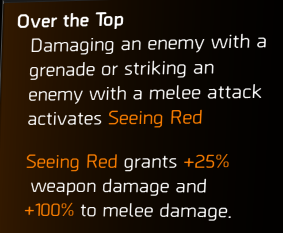 Over the Top
Damaging an enemy with a
grenade or striking an
enemy with a melee attack
activates Seeing Red
Seeing Red grants +25%
weapon damage and
+100% to melee damage.